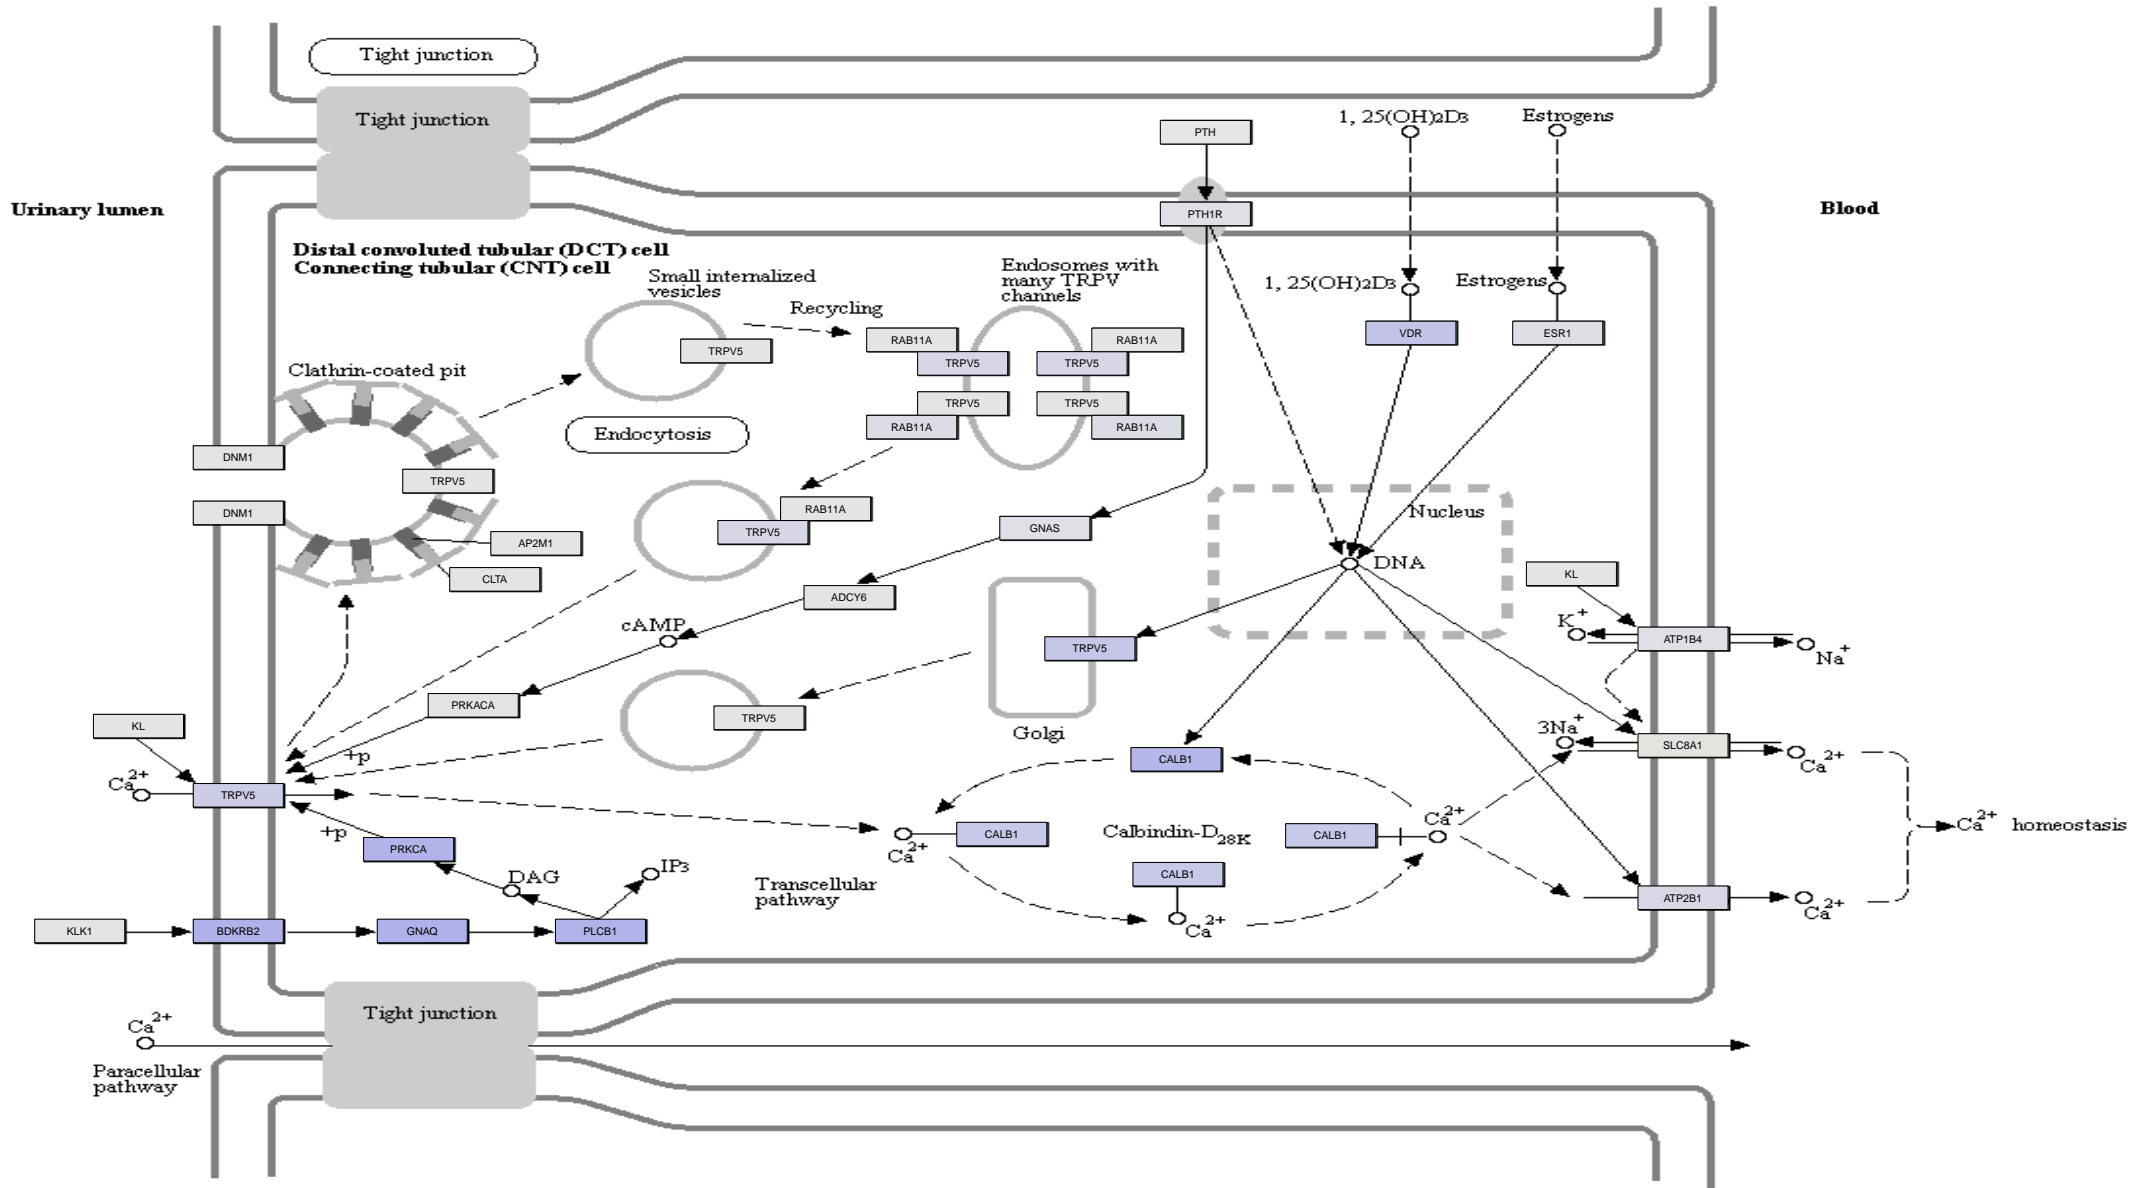 Tight junction
Tight junction
PTH
1, 25(OH)2D3
Estrogens
Urinary lumen
PTH1R
Blood
Distal convoluted tubular (DCT) cell
Connecting tubular (CNT) cell
Small internalized
vesicles
Endosomes with
many TRPV
channels
1, 25(OH)2D3
Estrogens
Recycling
RAB11A
RAB11A
VDR
ESR1
TRPV5
TRPV5
TRPV5
Clathrin-coated pit
TRPV5
TRPV5
RAB11A
RAB11A
Endocytosis
DNM1
TRPV5
DNM1
RAB11A
TRPV5
GNAS
Nucleus
AP2M1
CLTA
DNA
KL
ADCY6
cAMP
K+
ATP1B4
Na+
TRPV5
PRKACA
TRPV5
KL
Golgi
3Na+
SLC8A1
Ca2+
+p
CALB1
Ca2+
TRPV5
+p
Ca2+
CALB1
Calbindin-D28K
CALB1
Ca2+
Ca2+ homeostasis
PRKCA
DAG
IP3
Transcellular
pathway
CALB1
Ca2+
ATP2B1
Ca2+
KLK1
BDKRB2
GNAQ
PLCB1
Tight junction
Ca2+
Paracellular
pathway